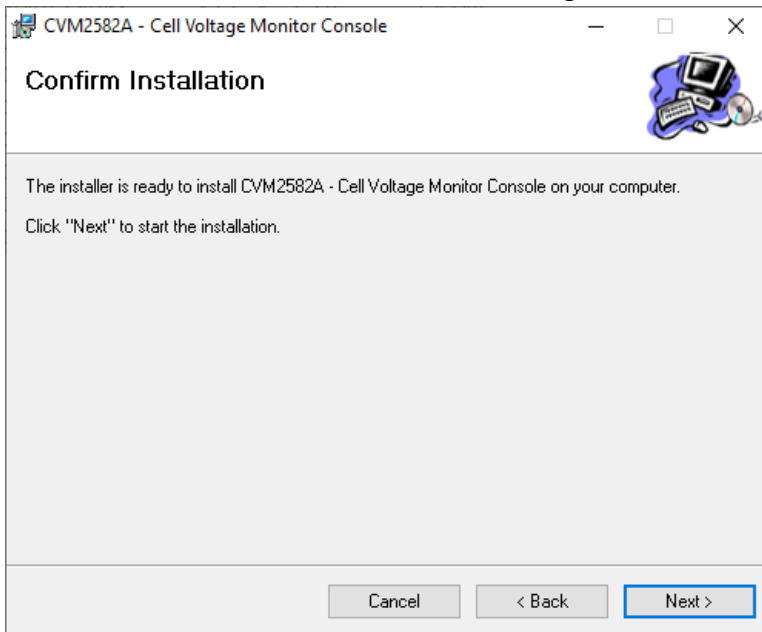 CVM2582A - Cell Voltage Monitor Console
Confirm Installation
The installer is ready to install CVM2582A - Cell Voltage Monitor Console on your computer.
Click "Next" to start the installation.
Cancel
< Back
Next >